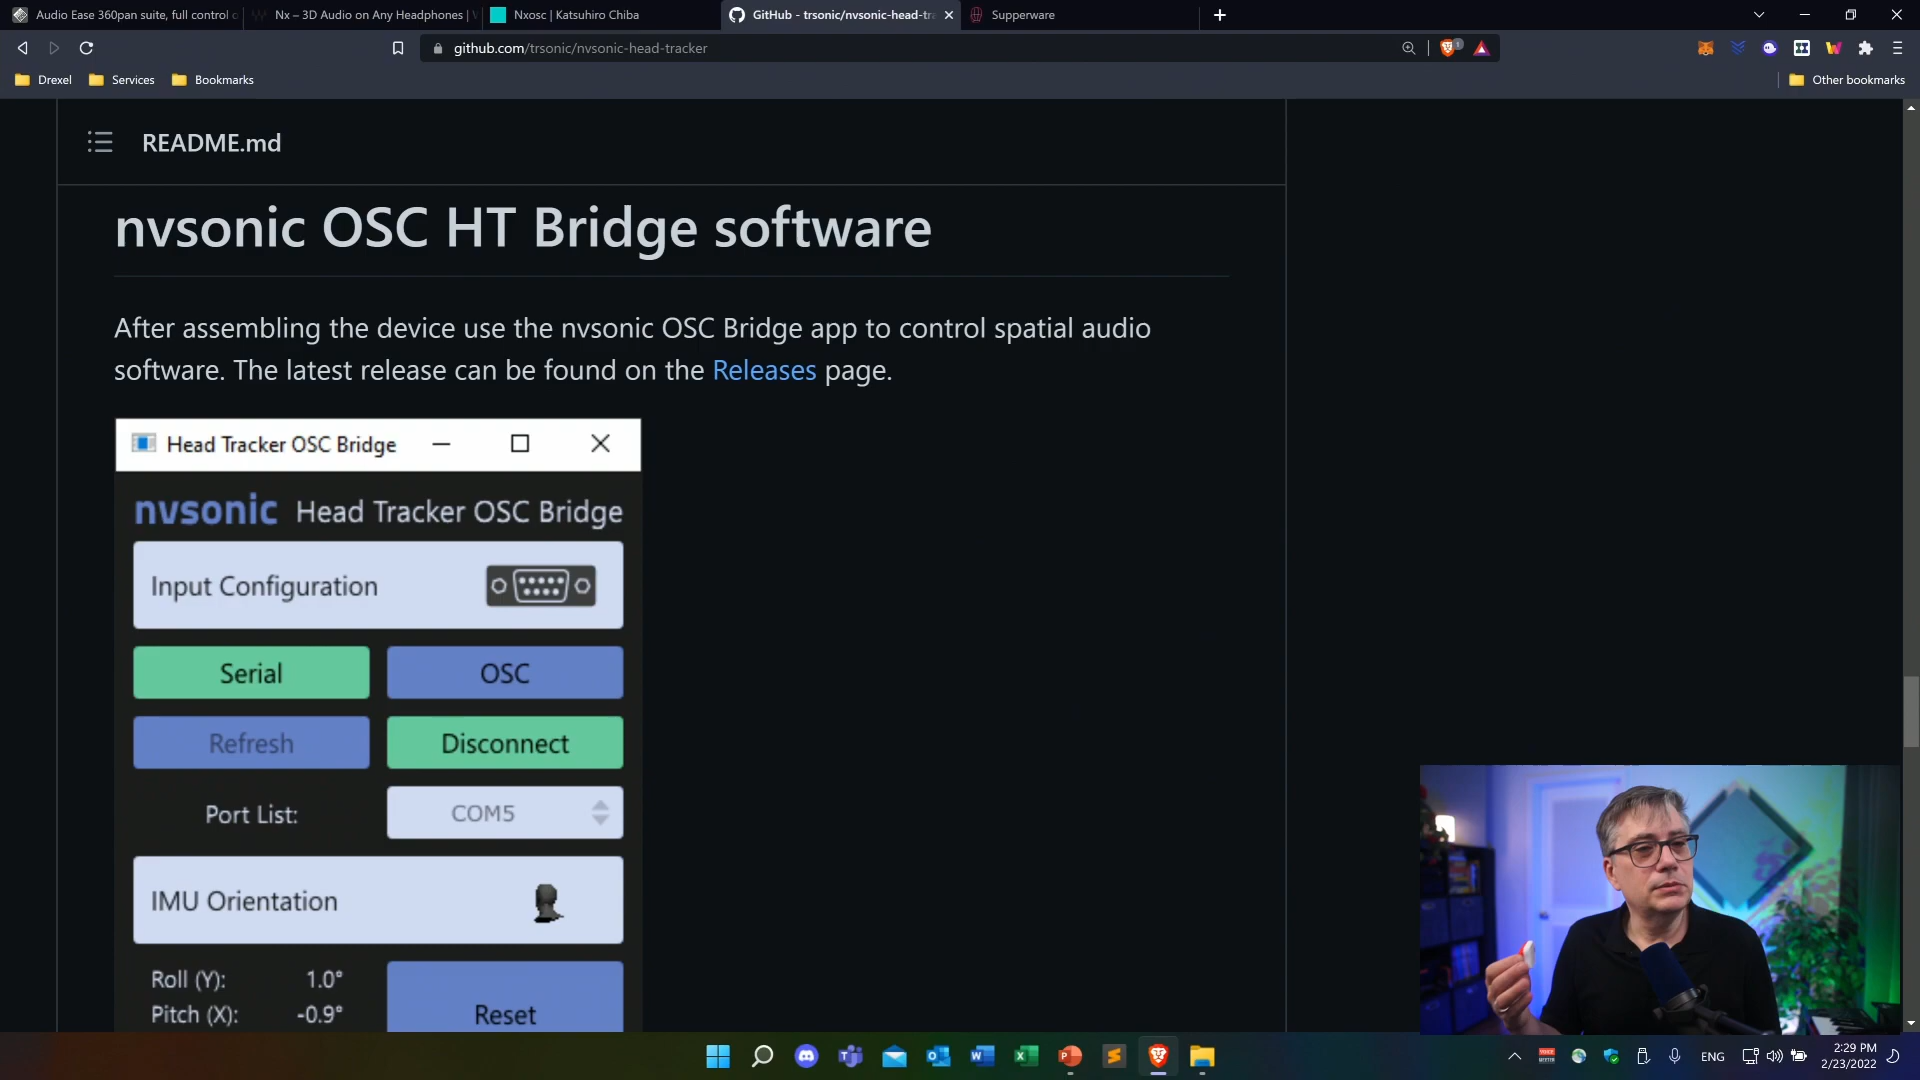 Audio Ease 360pan suite, full control o
Nx – 3D Audio on Any Headphones |
Nxosc | Katsuhiro Chiba
GitHub - trsonic/nvsonic-head-tr
Supperware
github.com/trsonic/nvsonic-head-tracker
1
Drexel
Services
Bookmarks
Other bookmarks
README.md
nvsonic OSC HT Bridge software
After assembling the device use the nvsonic OSC Bridge app to control spatial audio
software. The latest release can be found on the Releases page.
Head Tracker OSC Bridge
nvsonic Head Tracker OSC Bridge
Input Configuration
Serial
OSC
Refresh
Disconnect
Port List:
COM5
IMU Orientation
Roll (Y): 1.0°
Pitch (X): -0.9°
Reset
ENG
2:29 PM
2/23/2022